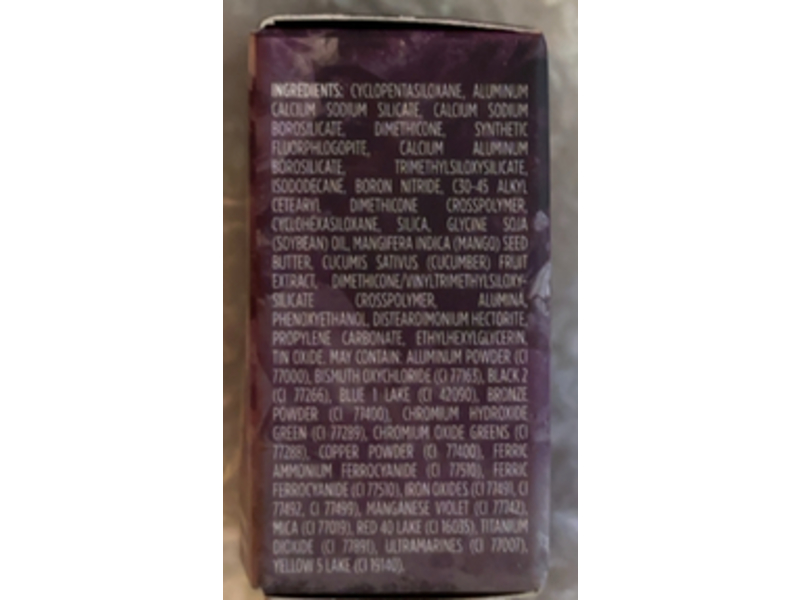 INGREDIENTS: CYCLOPENTASILOXANE, ALUMINUM
CALCIUM SODIUM SILICATE, CALCIUM SODIUM
BOROSILICATE, DIMETHICONE, SYNTHETIC
FLUORPHLOGOPITE, CALCIUM ALUMINUM
BOROSILICATE, TRIMETHYLSILOXYSILICATE,
ISODODECANE, BORON NITRIDE, C30-45 ALKYL
CETEARYL DIMETHICONE CROSSPOLYMER,
CYCLOHEXASILOXANE, SILICA, GLYCINE SOJA
(SOYBEAN) OIL, MANGIFERA INDICA (MANGO) SEED
BUTTER, CUCUMIS SATIVUS (CUCUMBER) FRUIT
EXTRACT, DIMETHICONE/VINYLTRIMETHYLSILOXY-
SILICATE CROSSPOLYMER, ALUMINA,
PHENOXYETHANOL, DISTEARDIMONIUM HECTORITE,
PROPYLENE CARBONATE, ETHYLHEXYLGLYCERIN,
TIN OXIDE, MAY CONTAIN: ALUMINUM POWDER (CI
77000), BISMUTH OXYCHLORIDE (CI 77163), BLACK 2
(CI 77266), BLUE 1 LAKE (CI 42090), BRONZE
POWDER (CI 77400), CHROMIUM HYDROXIDE
GREEN (CI 77289), CHROMIUM OXIDE GREENS (CI
77288), COPPER POWDER (CI 77400), FERRIC
AMMONIUM FERROCYANIDE (CI 77510), FERRIC
FERROCYANIDE (CI 77510), IRON OXIDES (CI 77491, CI
77492, CI 77499), MANGANESE VIOLET (CI 77742),
MICA (CI 77019), RED 40 LAKE (CI 16035), TITANIUM
DIOXIDE (CI 77891), ULTRAMARINES (CI 77007),
YELLOW 5 LAKE (CI 19140).